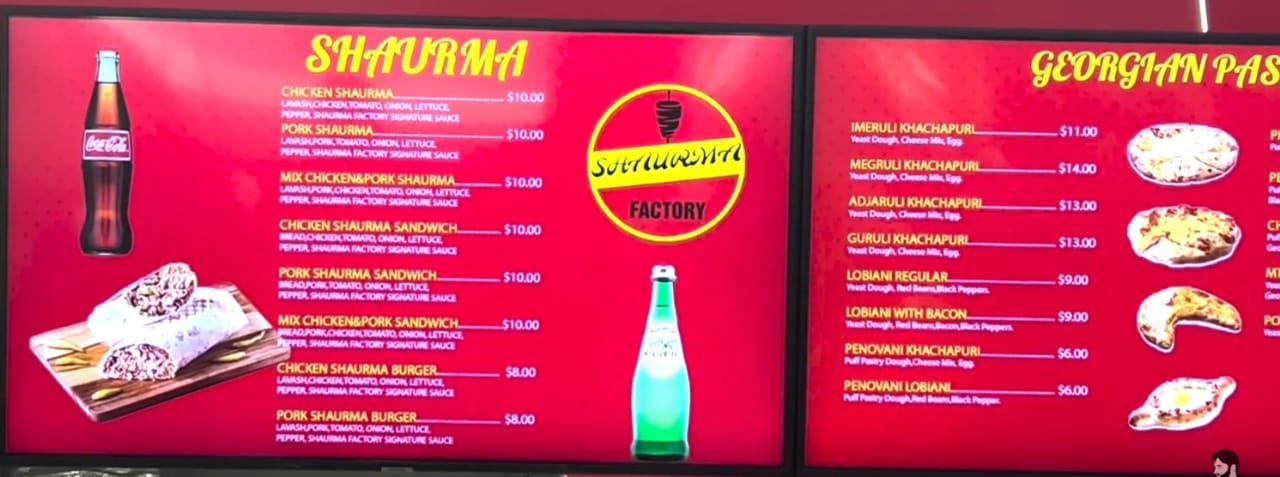 SHAURMA
CHICKEN SHAURMA $10.00
LAVASH,CHICKEN,TOMATO, ONION, LETTUCE,
PEPPER, SHAURMA FACTORY SIGNATURE SAUCE
PORK SHAURMA $10.00
LAVASH,PORK,TOMATO, ONION, LETTUCE,
PEPPER, SHAURMA FACTORY SIGNATURE SAUCE
MIX CHICKEN&PORK SHAURMA $10.00
LAVASH,PORK,CHICKEN,TOMATO, ONION, LETTUCE,
PEPPER, SHAURMA FACTORY SIGNATURE SAUCE
CHICKEN SHAURMA SANDWICH $10.00
BREAD,CHICKEN,TOMATO, ONION, LETTUCE,
PEPPER, SHAURMA FACTORY SIGNATURE SAUCE
PORK SHAURMA SANDWICH $10.00
BREAD,PORK,TOMATO, ONION, LETTUCE,
PEPPER, SHAURMA FACTORY SIGNATURE SAUCE
MIX CHICKEN&PORK SANDWICH $10.00
BREAD,PORK,CHICKEN,TOMATO, ONION, LETTUCE,
PEPPER, SHAURMA FACTORY SIGNATURE SAUCE
CHICKEN SHAURMA BURGER $8.00
LAVASH,CHICKEN,TOMATO, ONION, LETTUCE,
PEPPER, SHAURMA FACTORY SIGNATURE SAUCE
PORK SHAURMA BURGER $8.00
LAVASH,PORK,TOMATO, ONION, LETTUCE,
PEPPER, SHAURMA FACTORY SIGNATURE SAUCE
Coca-Cola
SHAURMA
FACTORY
GEORGIAN PAS
IMERULI KHACHAPURI $11.00
Yeast Dough, Cheese Mix, Egg.
MEGRULI KHACHAPURI $14.00
Yeast Dough, Cheese Mix, Egg.
ADJARULI KHACHAPURI $13.00
Yeast Dough, Cheese Mix, Egg.
GURULI KHACHAPURI $13.00
Yeast Dough, Cheese Mix, Egg.
LOBIANI REGULAR $9.00
Yeast Dough, Red Beans,Black Peppers.
LOBIANI WITH BACON $9.00
Yeast Dough, Red Beans,Bacon,Black Peppers.
PENOVANI KHACHAPURI $6.00
Puff Pastry Dough,Cheese Mix, Egg.
PENOVANI LOBIANI $6.00
Puff Pastry Dough,Red Beans,Black Pepper.